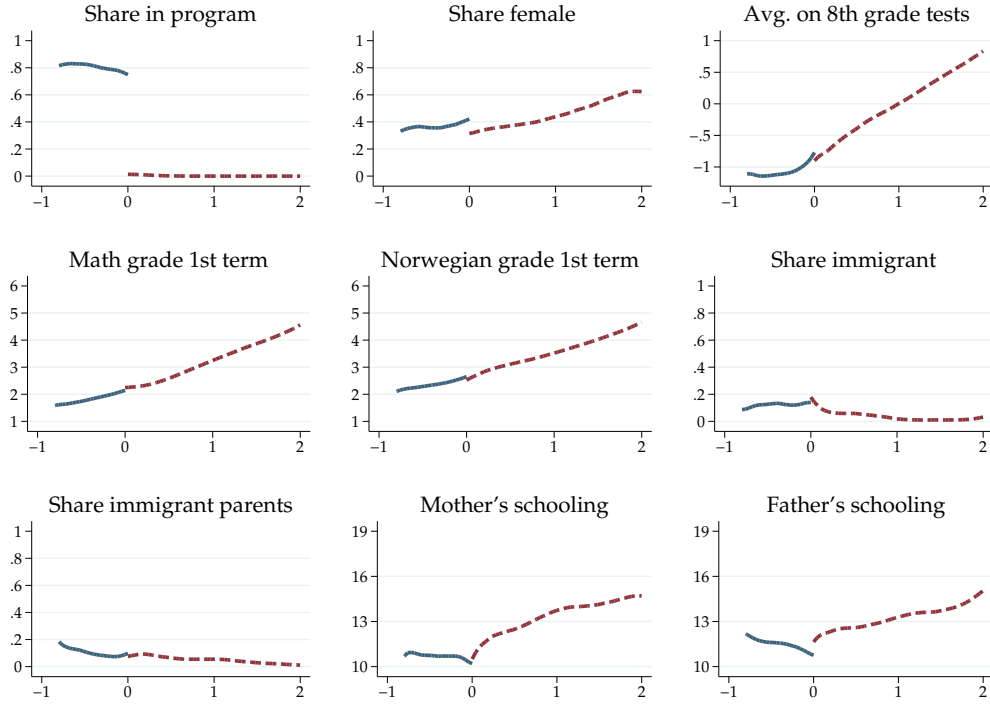 Share in program
1
.8
.6
.4
.2
0
−1 0 1 2
Share female
1
.8
.6
.4
.2
0
−1 0 1 2
Avg. on 8th grade tests
1
.5
0
−.5
−1
−1 0 1 2
Math grade 1st term
6
5
4
3
2
1
−1 0 1 2
Norwegian grade 1st term
6
5
4
3
2
1
−1 0 1 2
Share immigrant
1
.8
.6
.4
.2
0
−1 0 1 2
Share immigrant parents
1
.8
.6
.4
.2
0
−1 0 1 2
Mother’s schooling
19
16
13
10
−1 0 1 2
Father’s schooling
19
16
13
10
−1 0 1 2